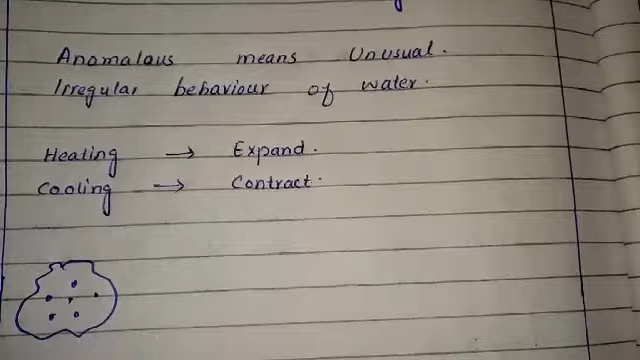 Anomalous means Unusual.
Irregular behaviour of water.
Heating → Expand.
Cooling → Contract.